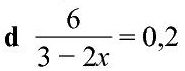 d 6/(3 − 2x) = 0,2